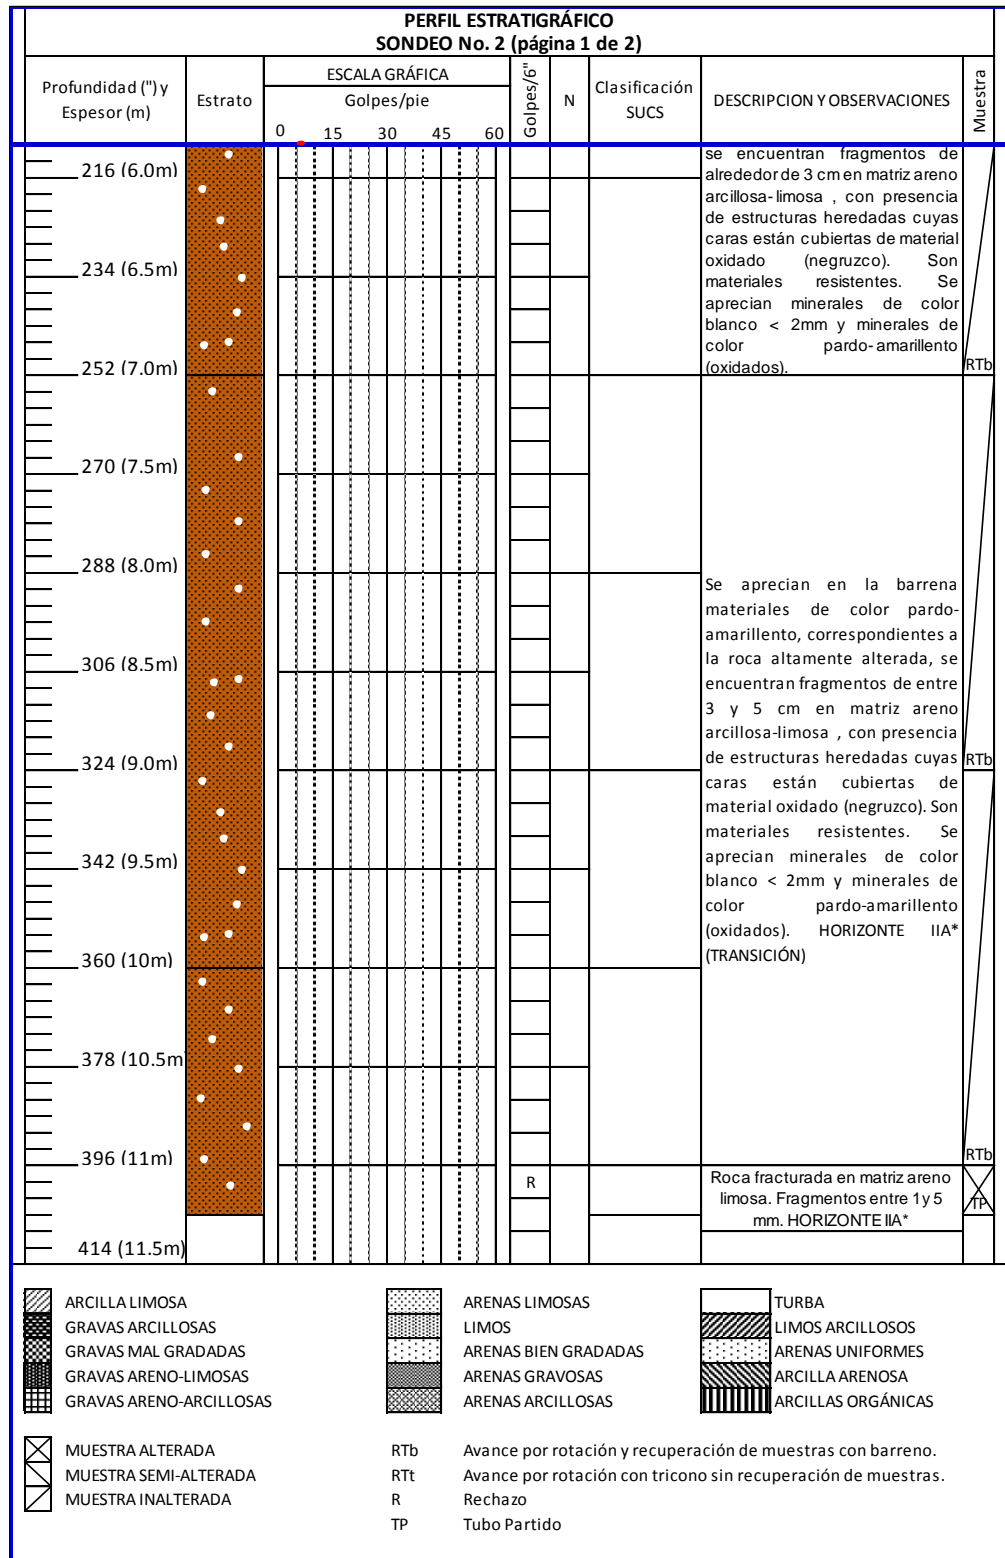 PERFIL ESTRATIGRÁFICO
SONDEO No. 2 (página 1 de 2)
Profundidad (") y
Espesor (m)
Estrato
ESCALA GRÁFICA
Golpes/pie
0 15 30 45 60
Golpes/6"
N
Clasificación
SUCS
DESCRIPCION Y OBSERVACIONES
Muestra
216 (6.0m)
234 (6.5m)
252 (7.0m)
270 (7.5m)
288 (8.0m)
306 (8.5m)
324 (9.0m)
342 (9.5m)
360 (10m)
378 (10.5m
396 (11m)
414 (11.5m)
R
se encuentran fragmentos de
alrededor de 3 cm en matriz areno
arcillosa-limosa , con presencia
de estructuras heredadas cuyas
caras están cubiertas de material
oxidado (negruzco). Son
materiales resistentes. Se
aprecian minerales de color
blanco < 2mm y minerales de
color pardo-amarillento
(oxidados).
RTb
Se aprecian en la barrena
materiales de color pardo-
amarillento, correspondientes a
la roca altamente alterada, se
encuentran fragmentos de entre
3 y 5 cm en matriz areno
arcillosa-limosa , con presencia
de estructuras heredadas cuyas
caras están cubiertas de
material oxidado (negruzco). Son
materiales resistentes. Se
aprecian minerales de color
blanco < 2mm y minerales de
color pardo-amarillento
(oxidados). HORIZONTE IIA*
(TRANSICIÓN)
RTb
RTb
Roca fracturada en matriz areno
limosa. Fragmentos entre 1 y 5
mm. HORIZONTE IIA*
TP
ARCILLA LIMOSA
GRAVAS ARCILLOSAS
GRAVAS MAL GRADADAS
GRAVAS ARENO-LIMOSAS
GRAVAS ARENO-ARCILLOSAS
ARENAS LIMOSAS
LIMOS
ARENAS BIEN GRADADAS
ARENAS GRAVOSAS
ARENAS ARCILLOSAS
TURBA
LIMOS ARCILLOSOS
ARENAS UNIFORMES
ARCILLA ARENOSA
ARCILLAS ORGÁNICAS
MUESTRA ALTERADA
MUESTRA SEMI-ALTERADA
MUESTRA INALTERADA
RTb Avance por rotación y recuperación de muestras con barreno.
RTt Avance por rotación con tricono sin recuperación de muestras.
R Rechazo
TP Tubo Partido